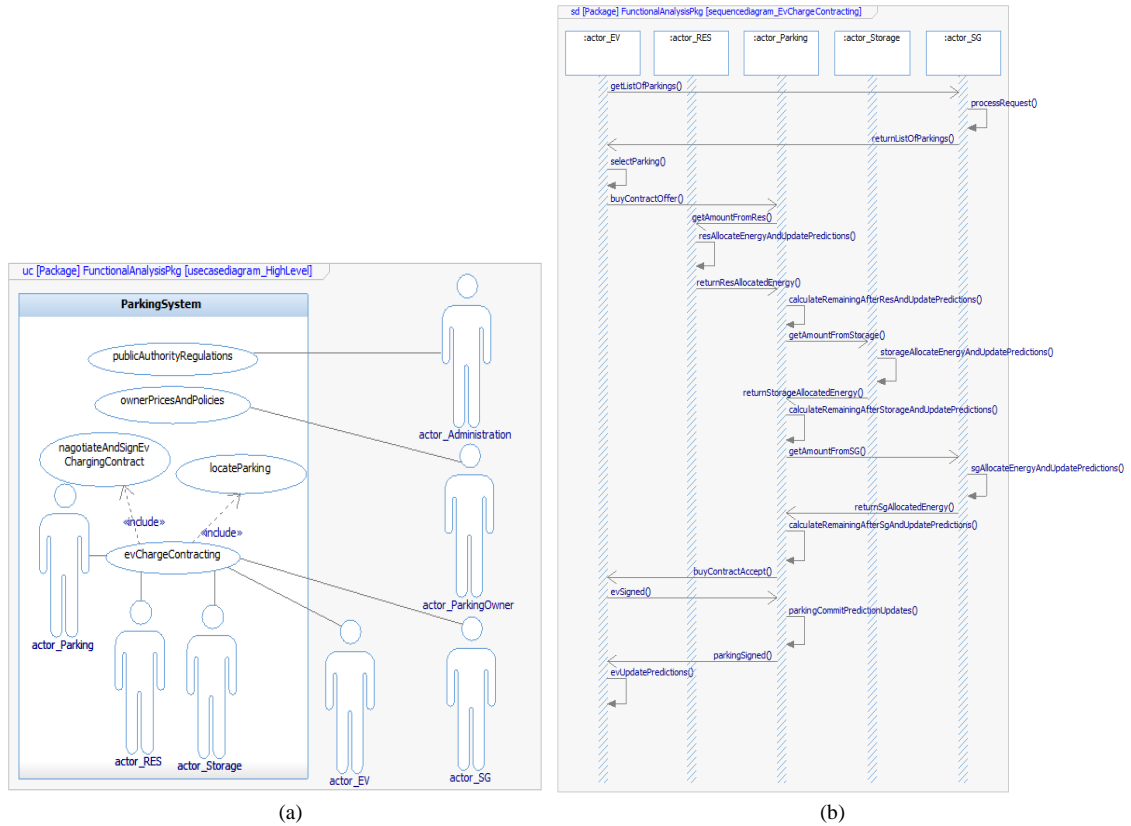 uc [Package] FunctionalAnalysisPkg [usecasediagram_HighLevel]
ParkingSystem
publicAuthorityRegulations
ownerPricesAndPolicies
nagotiateAndSignEv
ChargingContract
locateParking
«include»
«include»
evChargeContracting
actor_Administration
actor_ParkingOwner
actor_Parking
actor_RES
actor_Storage
actor_EV
actor_SG
(a)
sd [Package] FunctionalAnalysisPkg [sequencediagram_EvChargeContracting]
:actor_EV
:actor_RES
:actor_Parking
:actor_Storage
:actor_SG
getListOfParkings()
processRequest()
returnListOfParkings()
selectParking()
buyContractOffer()
getAmountFromRes()
resAllocateEnergyAndUpdatePredictions()
returnResAllocatedEnergy()
calculateRemainingAfterResAndUpdatePredictions()
getAmountFromStorage()
storageAllocateEnergyAndUpdatePredictions()
returnStorageAllocatedEnergy()
calculateRemainingAfterStorageAndUpdatePredictions()
getAmountFromSG()
sgAllocateEnergyAndUpdatePredictions()
returnSgAllocatedEnergy()
calculateRemainingAfterSgAndUpdatePredictions()
buyContractAccept()
evSigned()
parkingCommitPredictionUpdates()
parkingSigned()
evUpdatePredictions()
(b)